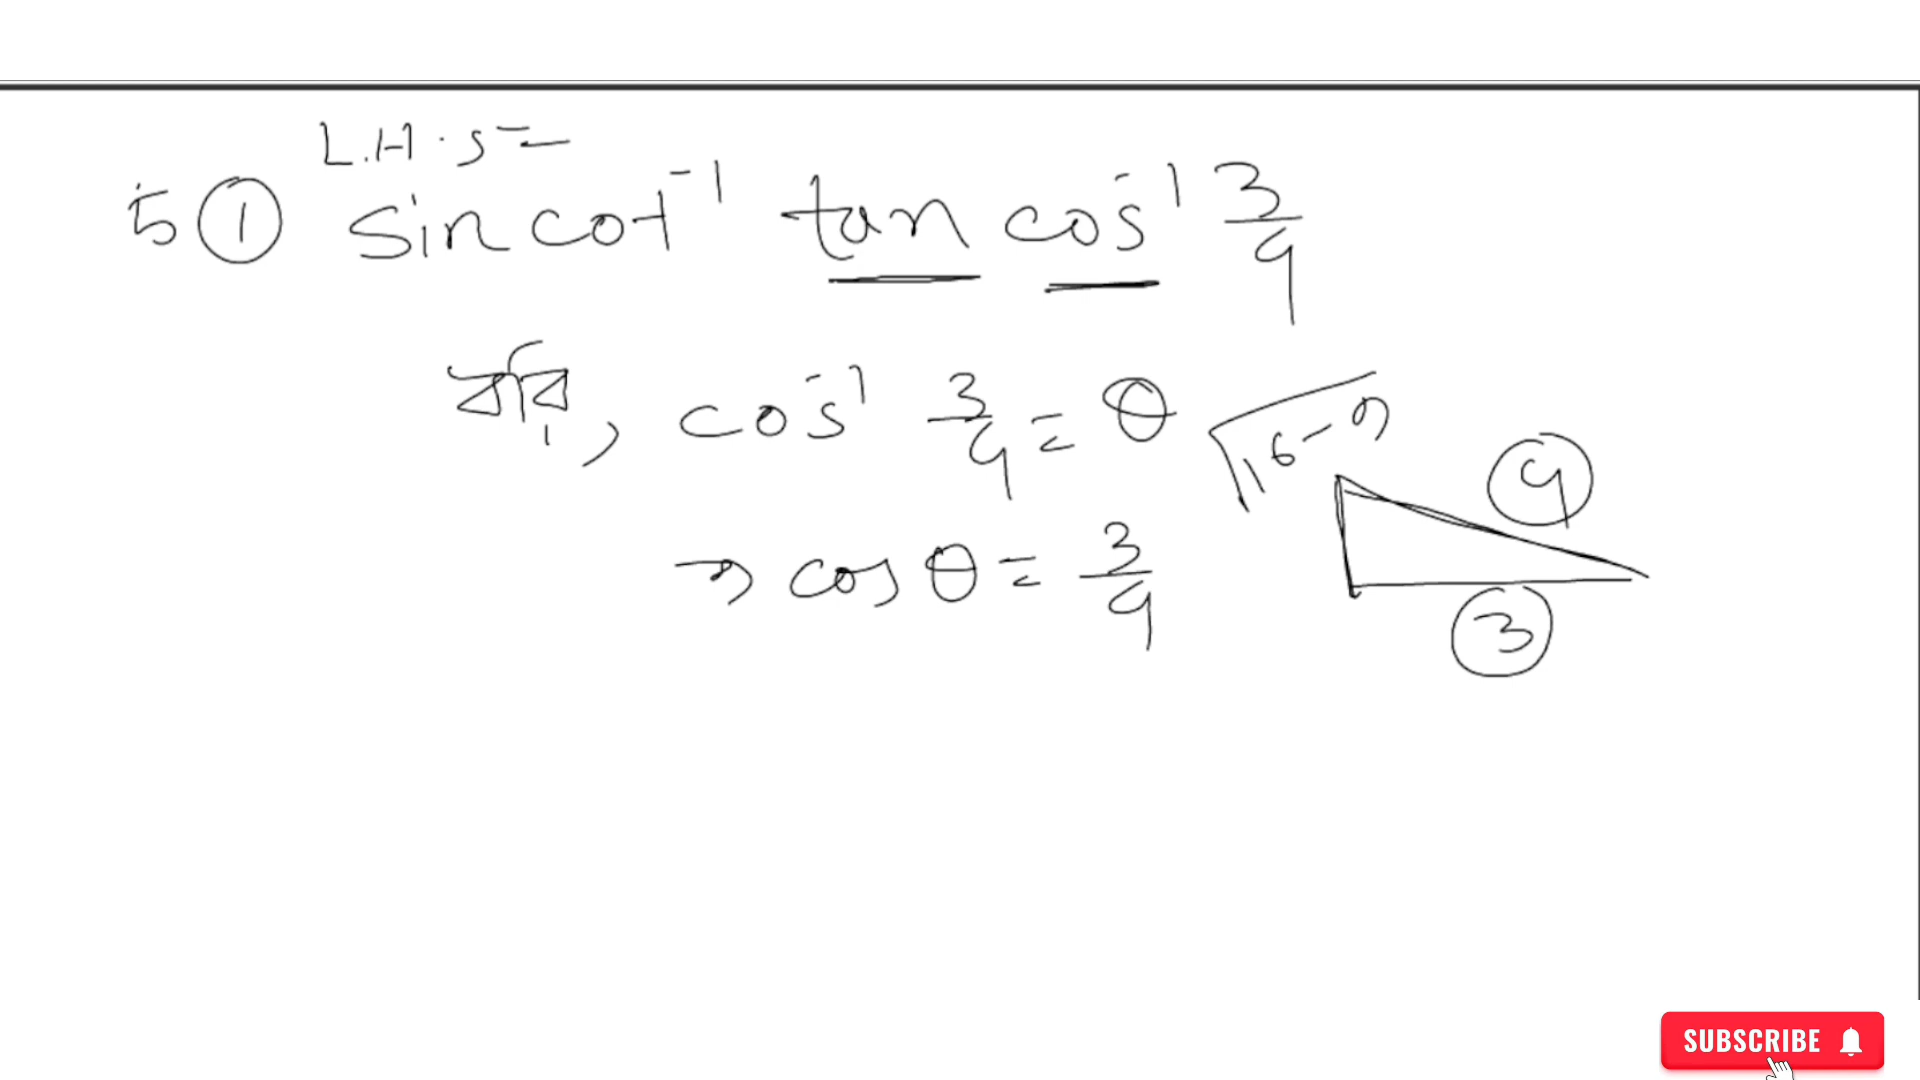 L.H.S =
5 ① sin cot⁻¹ tan cos⁻¹ 3/4
ধরি, cos⁻¹ 3/4 = θ
√16-9
4
⇒ cos θ = 3/4
3
SUBSCRIBE